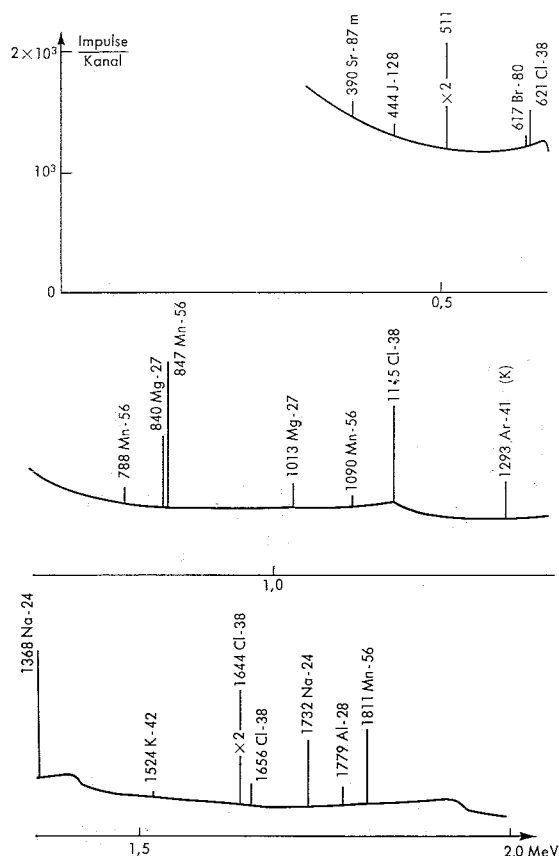 Impulse
Kanal
2×10³
10³
0
390 Sr-87 m
444 J-128
×2
511
617 Br-80
621 Cl-38
0,5
788 Mn-56
840 Mg-27
847 Mn-56
1013 Mg-27
1090 Mn-56
1145 Cl-38
1293 Ar-41 (K)
1,0
1368 Na-24
1524 K-42
×2
1644 Cl-38
1656 Cl-38
1732 Na-24
1779 Al-28
1811 Mn-56
1,5
2.0 MeV